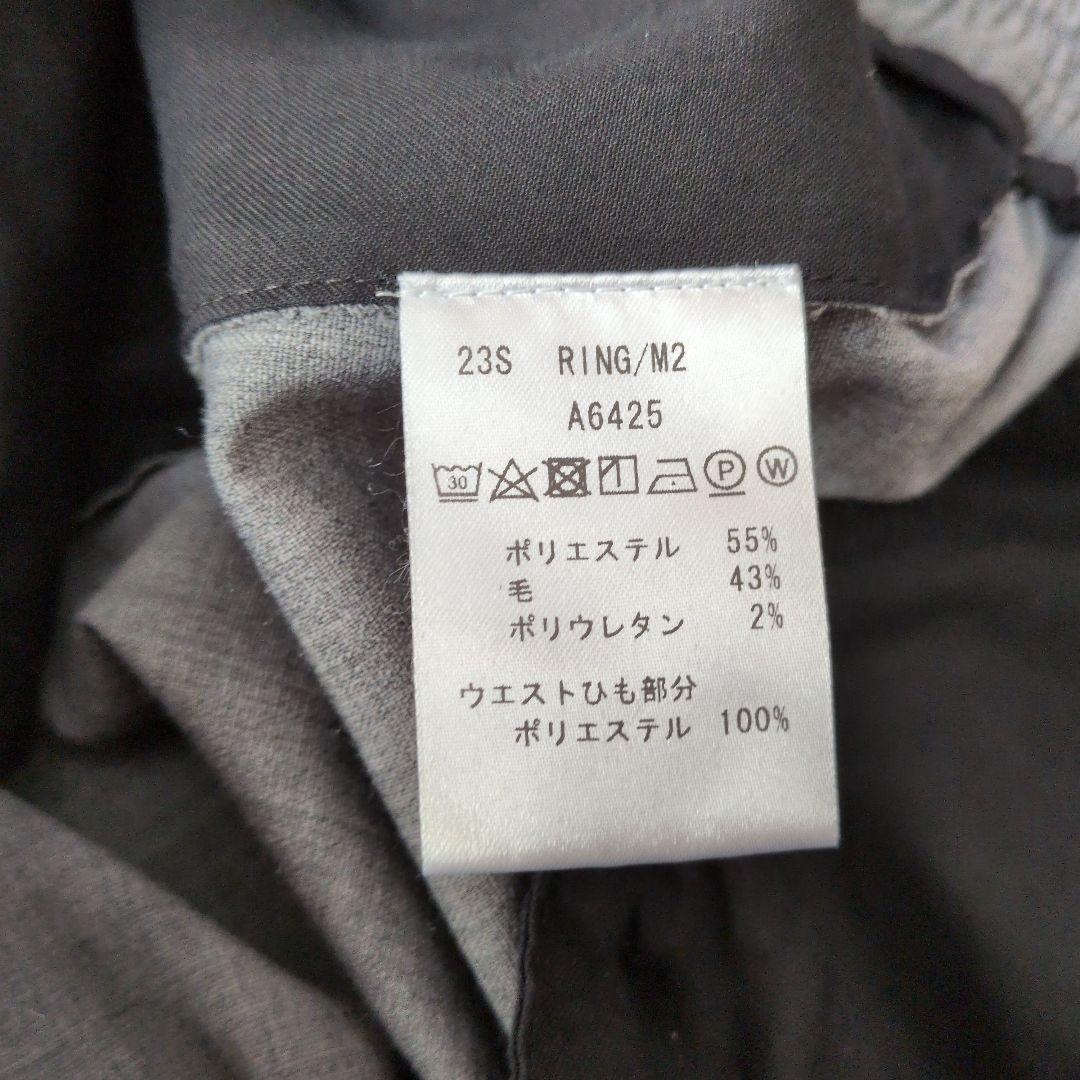 23S RING/M2
A6425
30 P W
ポリエステル 55%
毛 43%
ポリウレタン 2%
ウエストひも部分
ポリエステル 100%